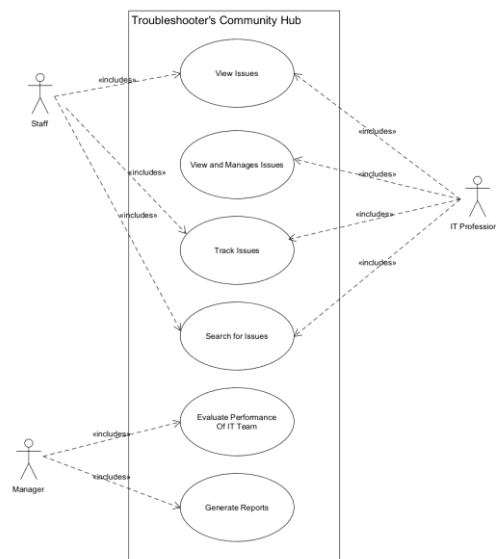 Troubleshooter's Community Hub
View Issues
«includes»
Staff
«includes»
«includes»
View and Manages Issues
«includes»
«includes»
«includes»
IT Profession
Track Issues
«includes»
Search for Issues
Evaluate Performance
Of IT Team
«includes»
Manager
«includes»
Generate Reports